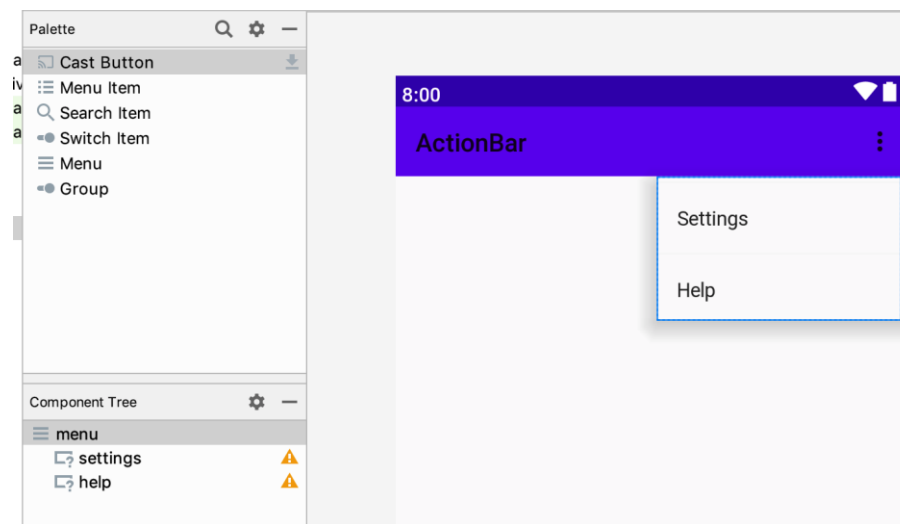 Palette
a
Cast Button
iv
Menu Item
a
Search Item
a
Switch Item
Menu
Group
Component Tree
menu
settings
help
8:00
ActionBar
Settings
Help